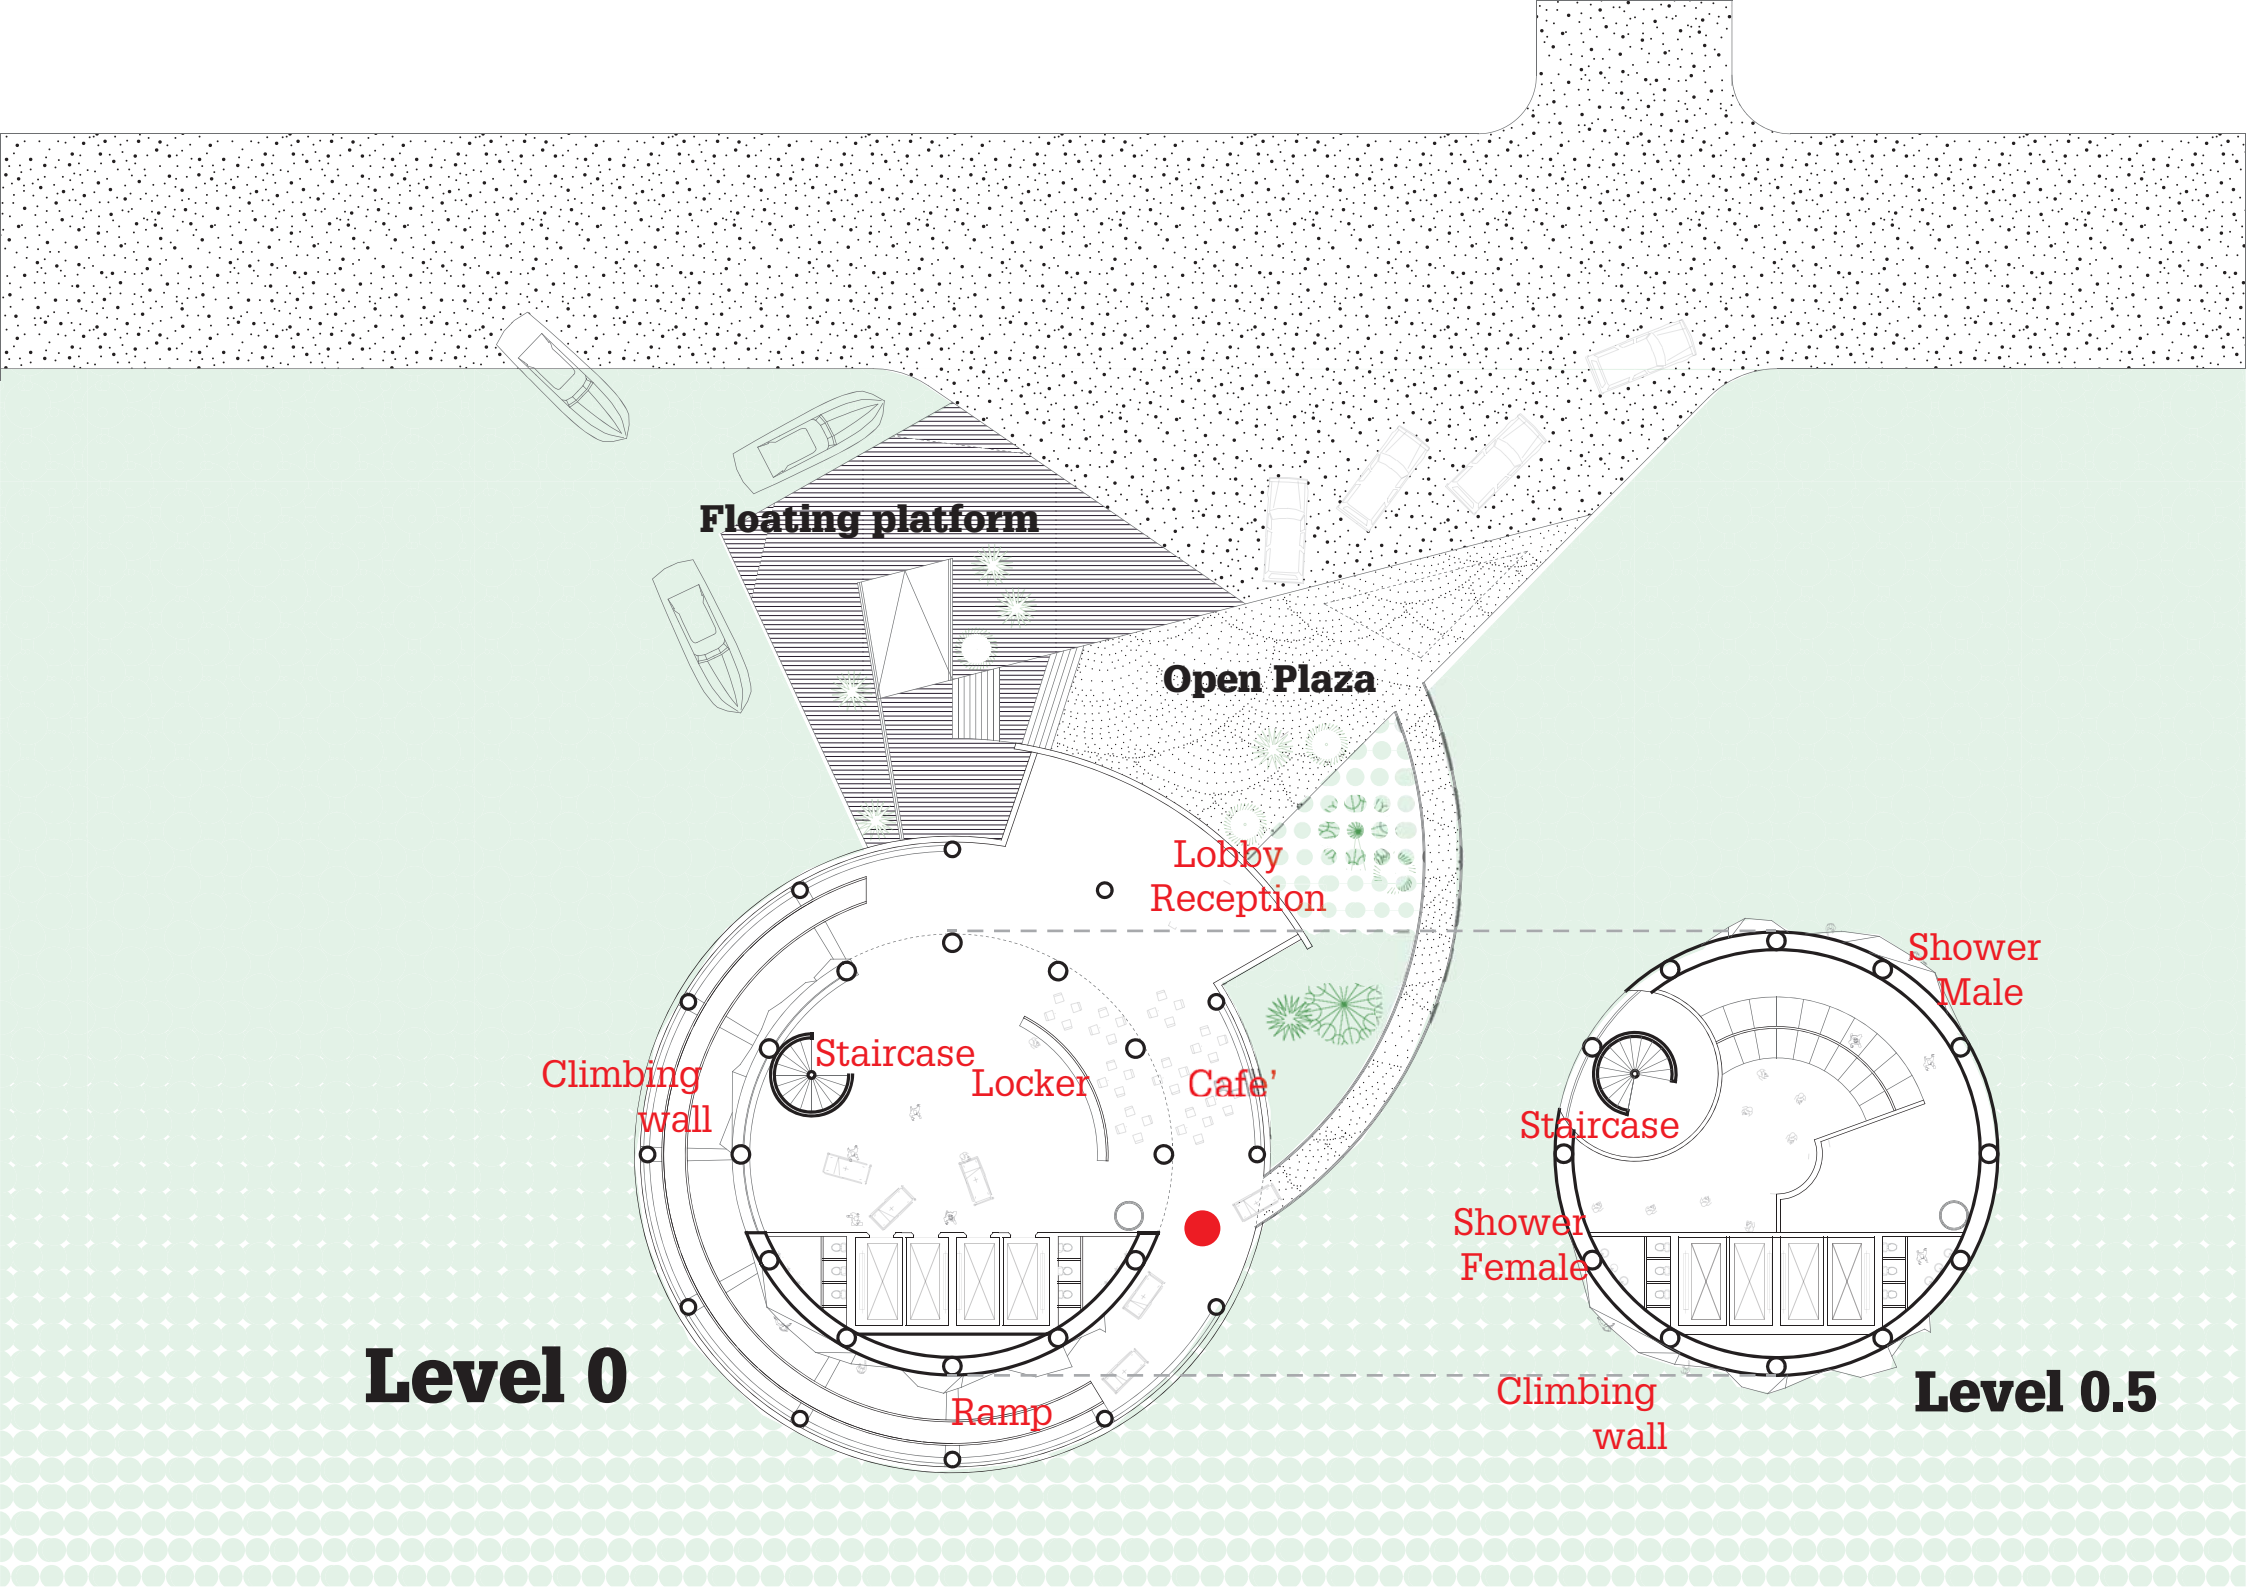 Floating platform
Open Plaza
Lobby
Reception
Shower
Male
Staircase
Climbing
wall
Locker
Cafe’
Staircase
Shower
Female
Level 0
Ramp
Climbing
wall
Level 0.5